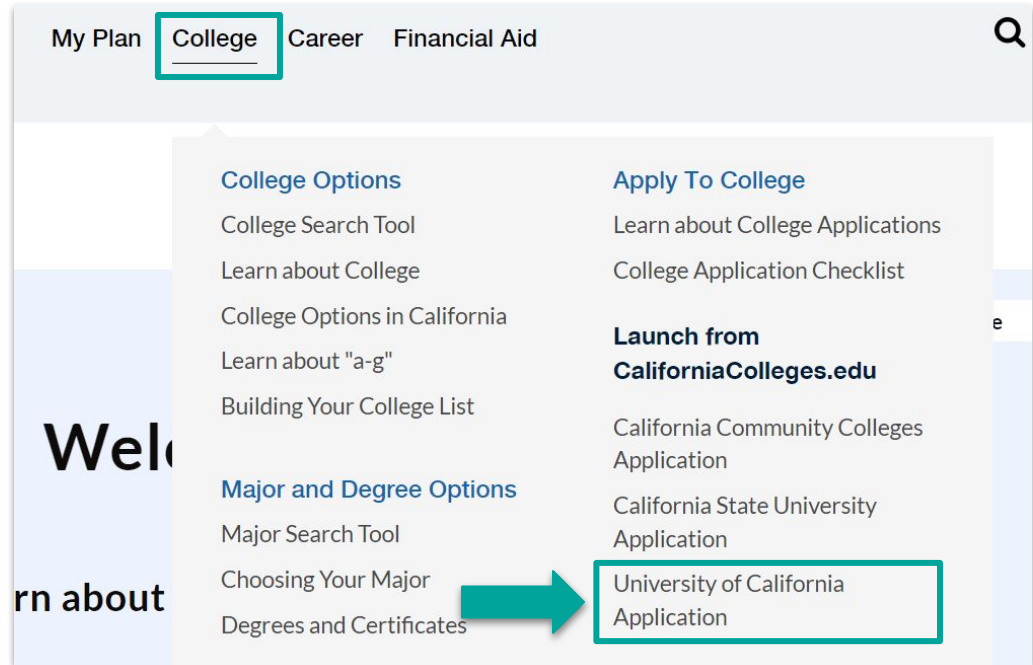 My Plan College Career Financial Aid
College Options
College Search Tool
Learn about College
College Options in California
Learn about "a-g"
Building Your College List
Major and Degree Options
Major Search Tool
Choosing Your Major
Degrees and Certificates
Apply To College
Learn about College Applications
College Application Checklist
Launch from
CaliforniaColleges.edu
California Community Colleges
Application
California State University
Application
University of California
Application
e
Wel
rn about